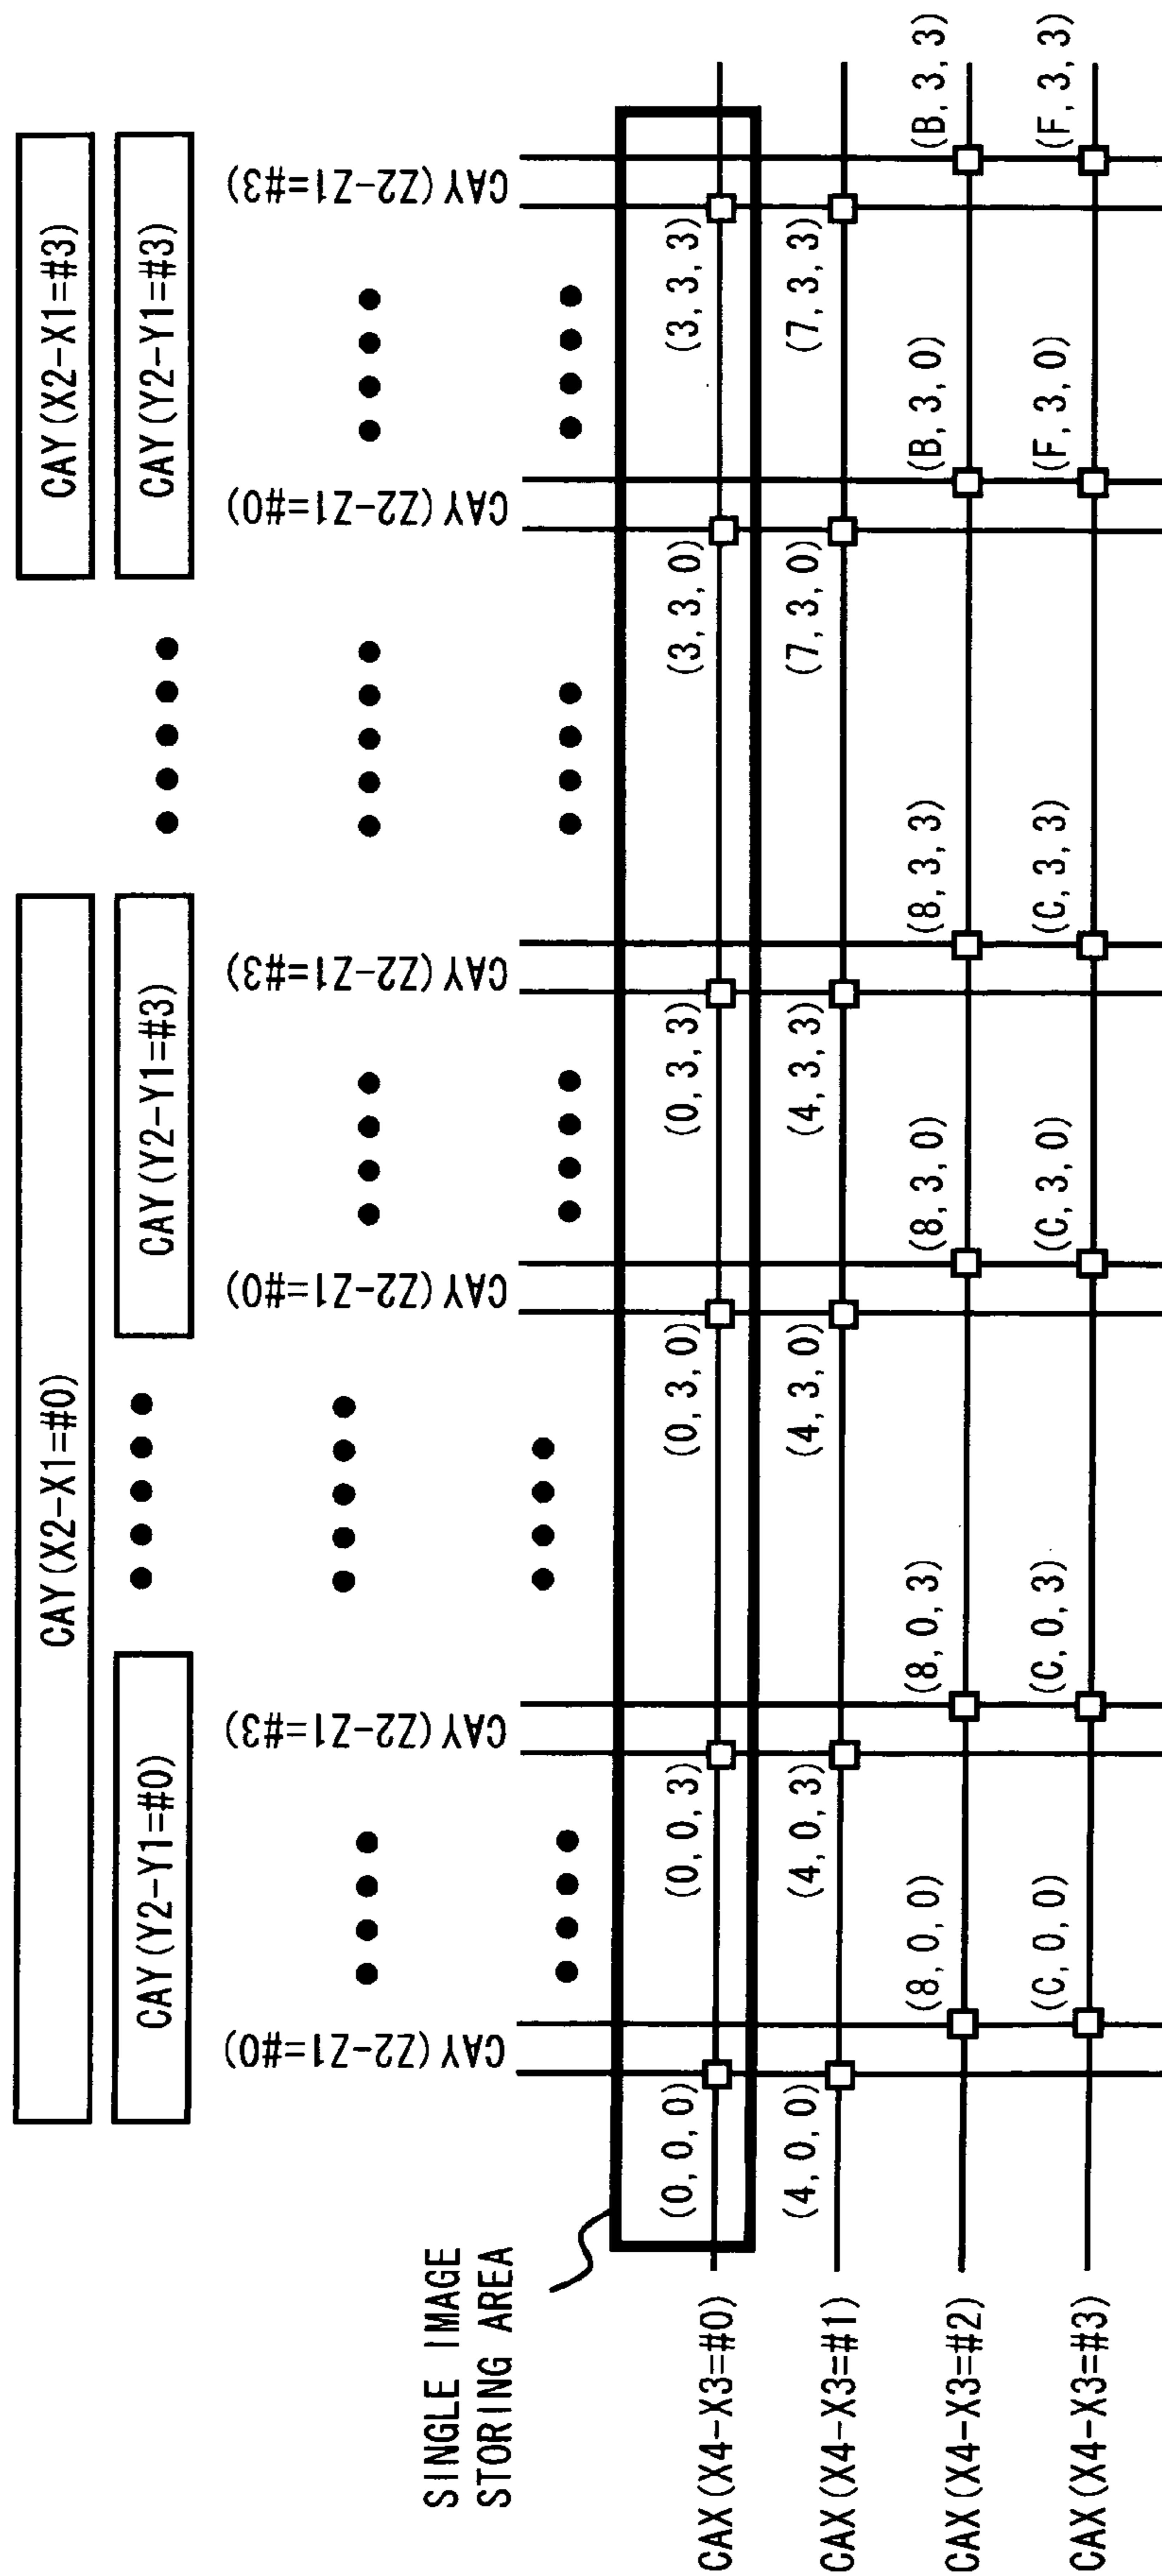 CAY(X2-X1=#0)
CAY(X2-X1=#3)
CAY(Y2-Y1=#0)
CAY(Y2-Y1=#3)
CAY(Y2-Y1=#3)
CAY(Z2-Z1=#0)
CAY(Z2-Z1=#3)
CAY(Z2-Z1=#0)
CAY(Z2-Z1=#3)
CAY(Z2-Z1=#0)
CAY(Z2-Z1=#3)
SINGLE IMAGE
STORING AREA
(0,0,0)
(0,0,3)
(0,3,0)
(0,3,3)
(3,3,0)
(3,3,3)
CAX(X4-X3=#0)
(4,0,0)
(4,0,3)
(4,3,0)
(4,3,3)
(7,3,0)
(7,3,3)
CAX(X4-X3=#1)
(8,0,0)
(8,0,3)
(8,3,0)
(8,3,3)
(B,3,0)
(B,3,3)
CAX(X4-X3=#2)
(C,0,0)
(C,0,3)
(C,3,0)
(C,3,3)
(F,3,0)
(F,3,3)
CAX(X4-X3=#3)